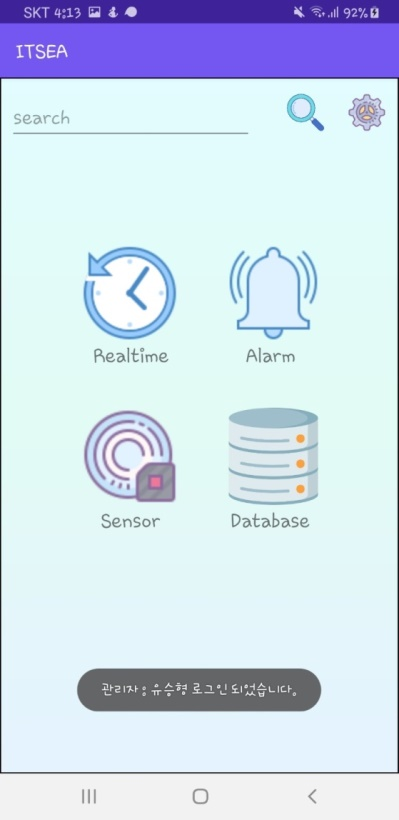 SKT 4:13 92%
ITSEA
search
Realtime Alarm
Sensor Database
관리자 : 유승형 로그인 되었습니다.